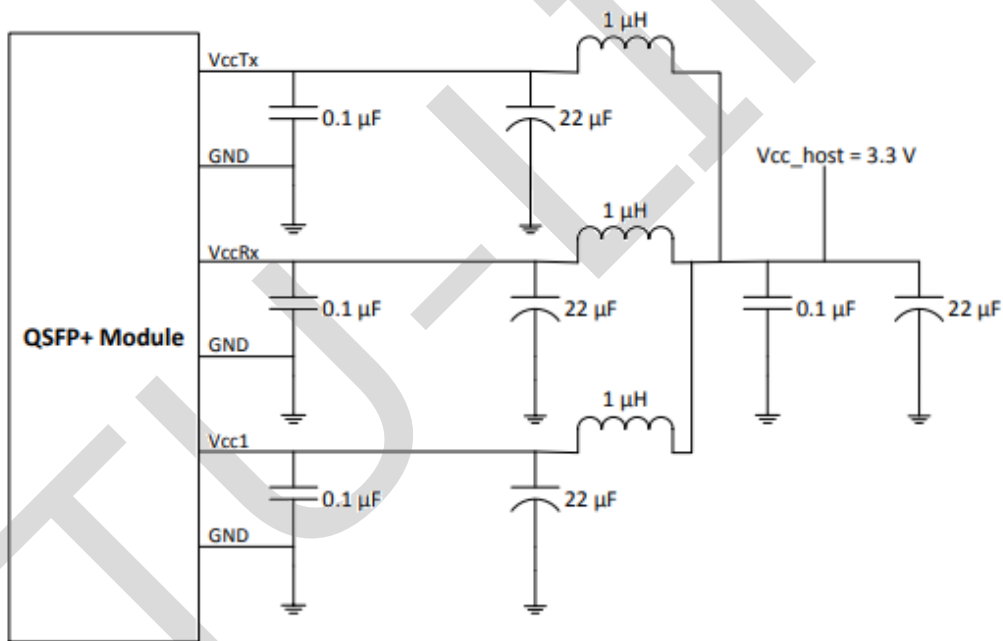 1 µH
VccTx
0.1 µF
22 µF
GND
Vcc_host = 3.3 V
1 µH
VccRx
0.1 µF
22 µF
0.1 µF
22 µF
QSFP+ Module
GND
1 µH
Vcc1
0.1 µF
22 µF
GND